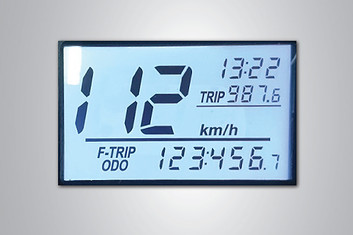 13:22
TRIP 987.6
112 km/h
F-TRIP
ODO 123456.7